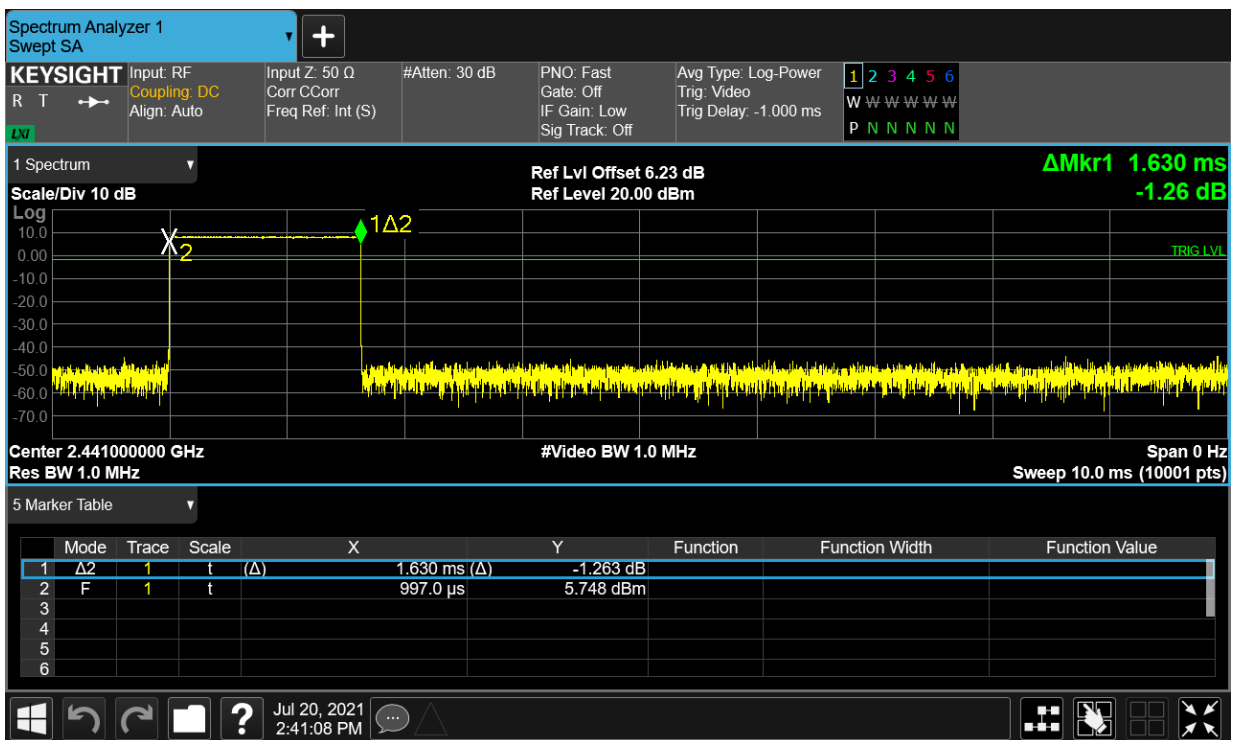 Spectrum Analyzer 1
Swept SA
KEYSIGHT Input: RF Input Z: 50 Ω #Atten: 30 dB PNO: Fast Avg Type: Log-Power 1 2 3 4 5 6
R T Coupling: DC Corr CCorr Gate: Off Trig: Video W W W W W W
Align: Auto Freq Ref: Int (S) IF Gain: Low Trig Delay: -1.000 ms
LXI Sig Track: Off P N N N N N
1 Spectrum Ref Lvl Offset 6.23 dB ΔMkr1 1.630 ms
Scale/Div 10 dB Ref Level 20.00 dBm -1.26 dB
Log
1Δ2
10.0
2
0.00 TRIG LVL
-10.0
-20.0
-30.0
-40.0
-50.0
-60.0
-70.0
Center 2.441000000 GHz #Video BW 1.0 MHz Span 0 Hz
Res BW 1.0 MHz Sweep 10.0 ms (10001 pts)
5 Marker Table
Mode Trace Scale X Y Function Function Width Function Value
1 Δ2 1 t (Δ) 1.630 ms (Δ) -1.263 dB
2 F 1 t 997.0 µs 5.748 dBm
3
4
5
6
? Jul 20, 2021
2:41:08 PM